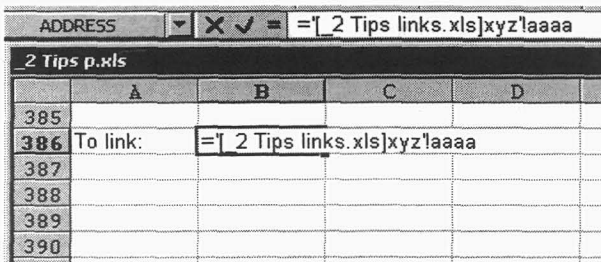 ADDRESS ='[_2 Tips links.xls]xyz'!aaaa
_2 Tips p.xls
A B C D
385
386 To link: ='[_2 Tips links.xls]xyz'!aaaa
387
388
389
390